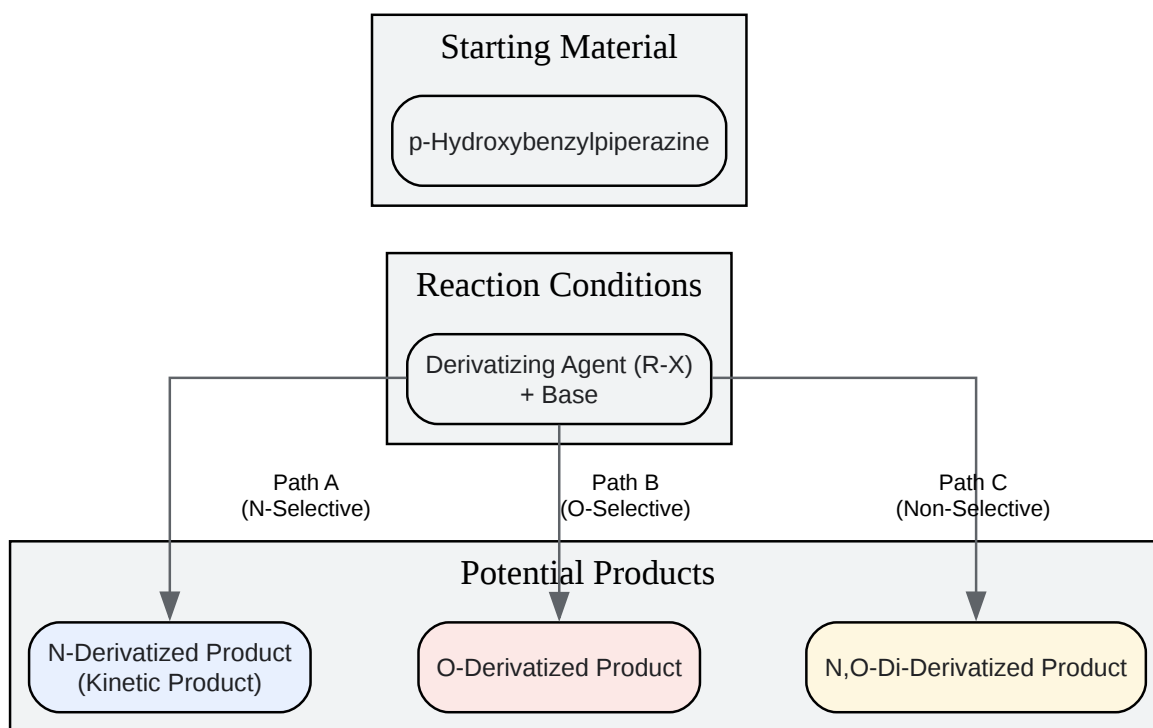 Starting Material
p-Hydroxybenzylpiperazine
Reaction Conditions
Derivatizing Agent (R-X)
+ Base
Path A
(N-Selective)
Path B
(O-Selective)
Path C
(Non-Selective)
Potential Products
N-Derivatized Product
(Kinetic Product)
O-Derivatized Product
N,O-Di-Derivatized Product